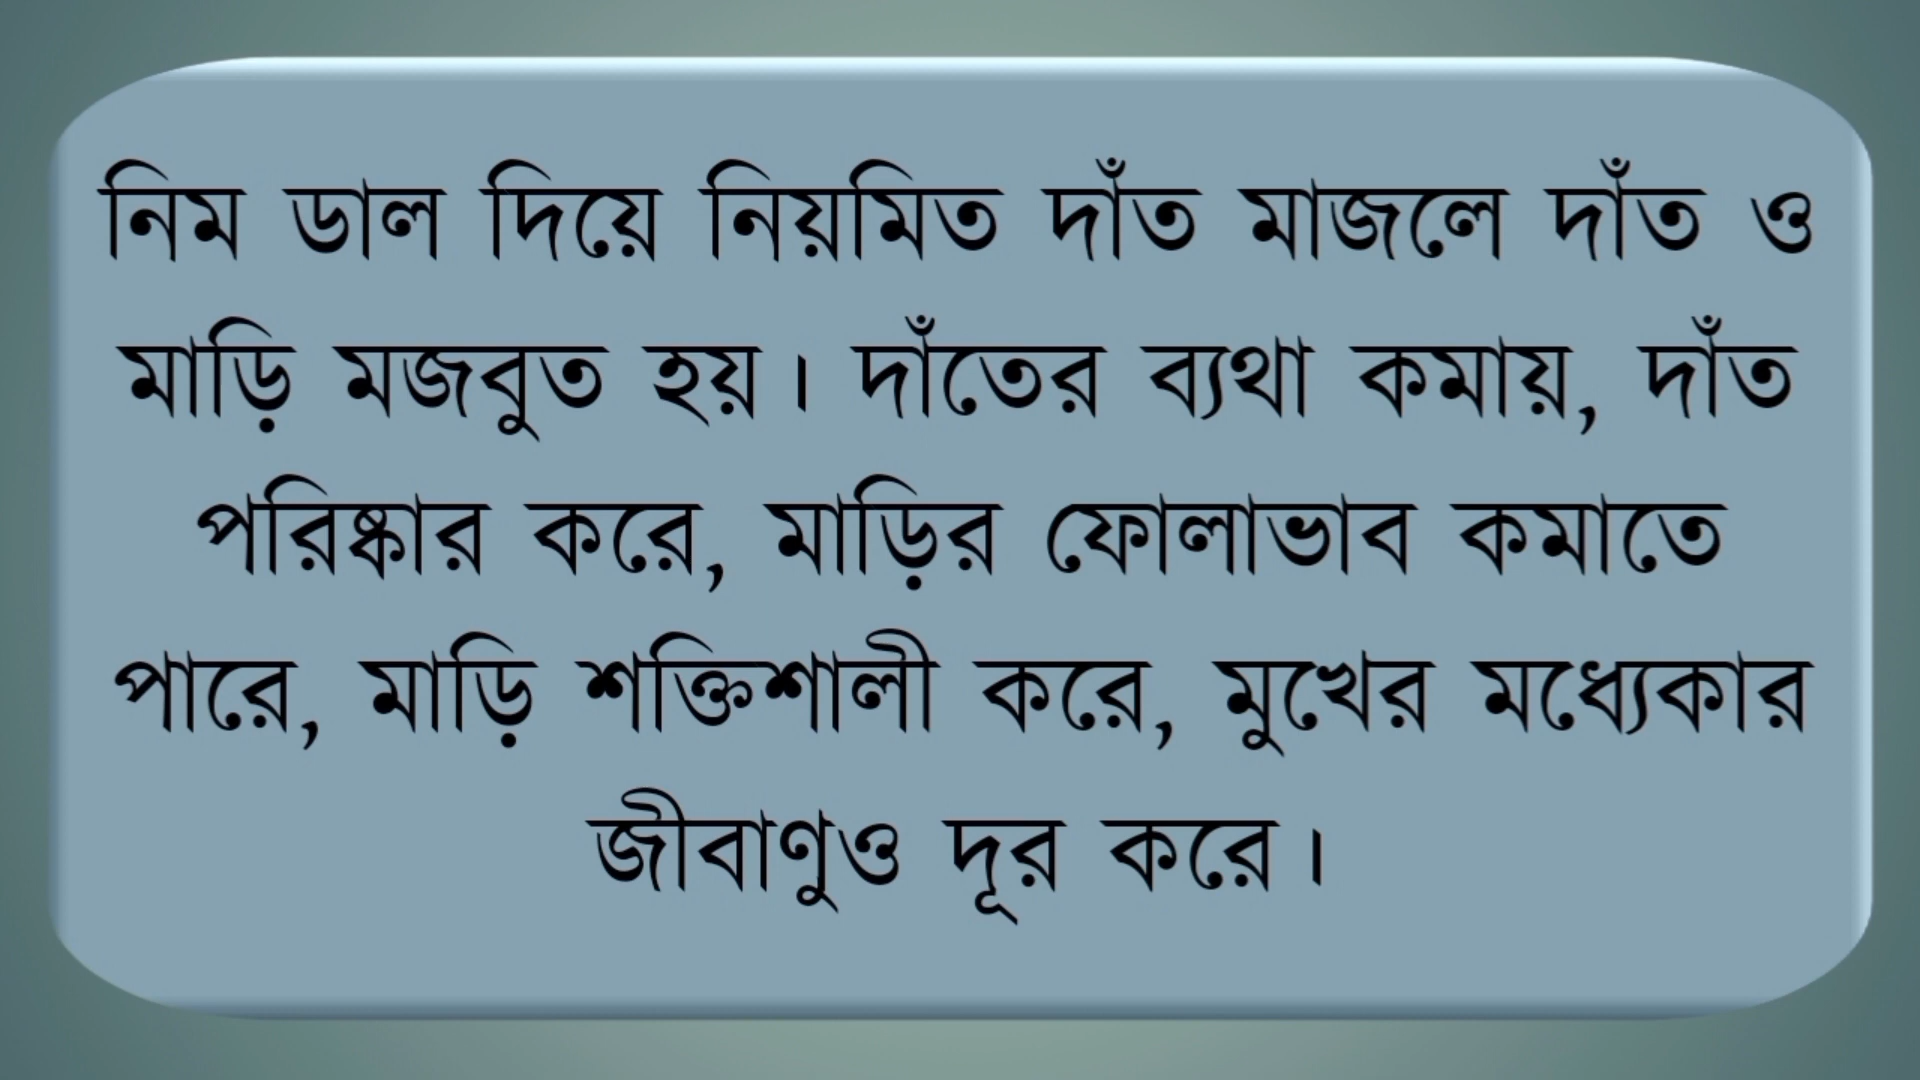 নিম ডাল দিয়ে নিয়মিত দাঁত মাজলে দাঁত ও
মাড়ি মজবুত হয়। দাঁতের ব্যথা কমায়, দাঁত
পরিষ্কার করে, মাড়ির ফোলাভাব কমাতে
পারে, মাড়ি শক্তিশালী করে, মুখের মধ্যেকার
জীবাণুও দূর করে।